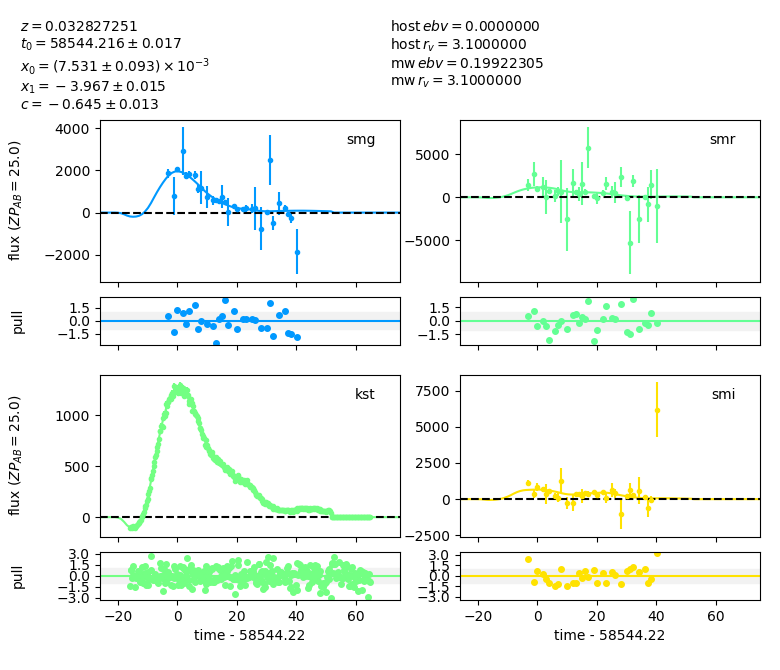 z = 0.032827251
t₀ = 58544.216 ± 0.017
x₀ = (7.531 ± 0.093) × 10⁻³
x₁ = −3.967 ± 0.015
c = −0.645 ± 0.013
host ebv = 0.0000000
host r_v = 3.1000000
mw ebv = 0.19922305
mw r_v = 3.1000000
flux (ZP_AB = 25.0)
4000
2000
0
−2000
smg
5000
0
−5000
smr
pull
1.5
0.0
−1.5
1.5
0.0
−1.5
flux (ZP_AB = 25.0)
1000
500
0
kst
7500
5000
2500
0
−2500
smi
pull
3.0
1.5
0.0
−1.5
−3.0
3.0
1.5
0.0
−1.5
−3.0
−20 0 20 40 60
−20 0 20 40 60
time - 58544.22
time - 58544.22